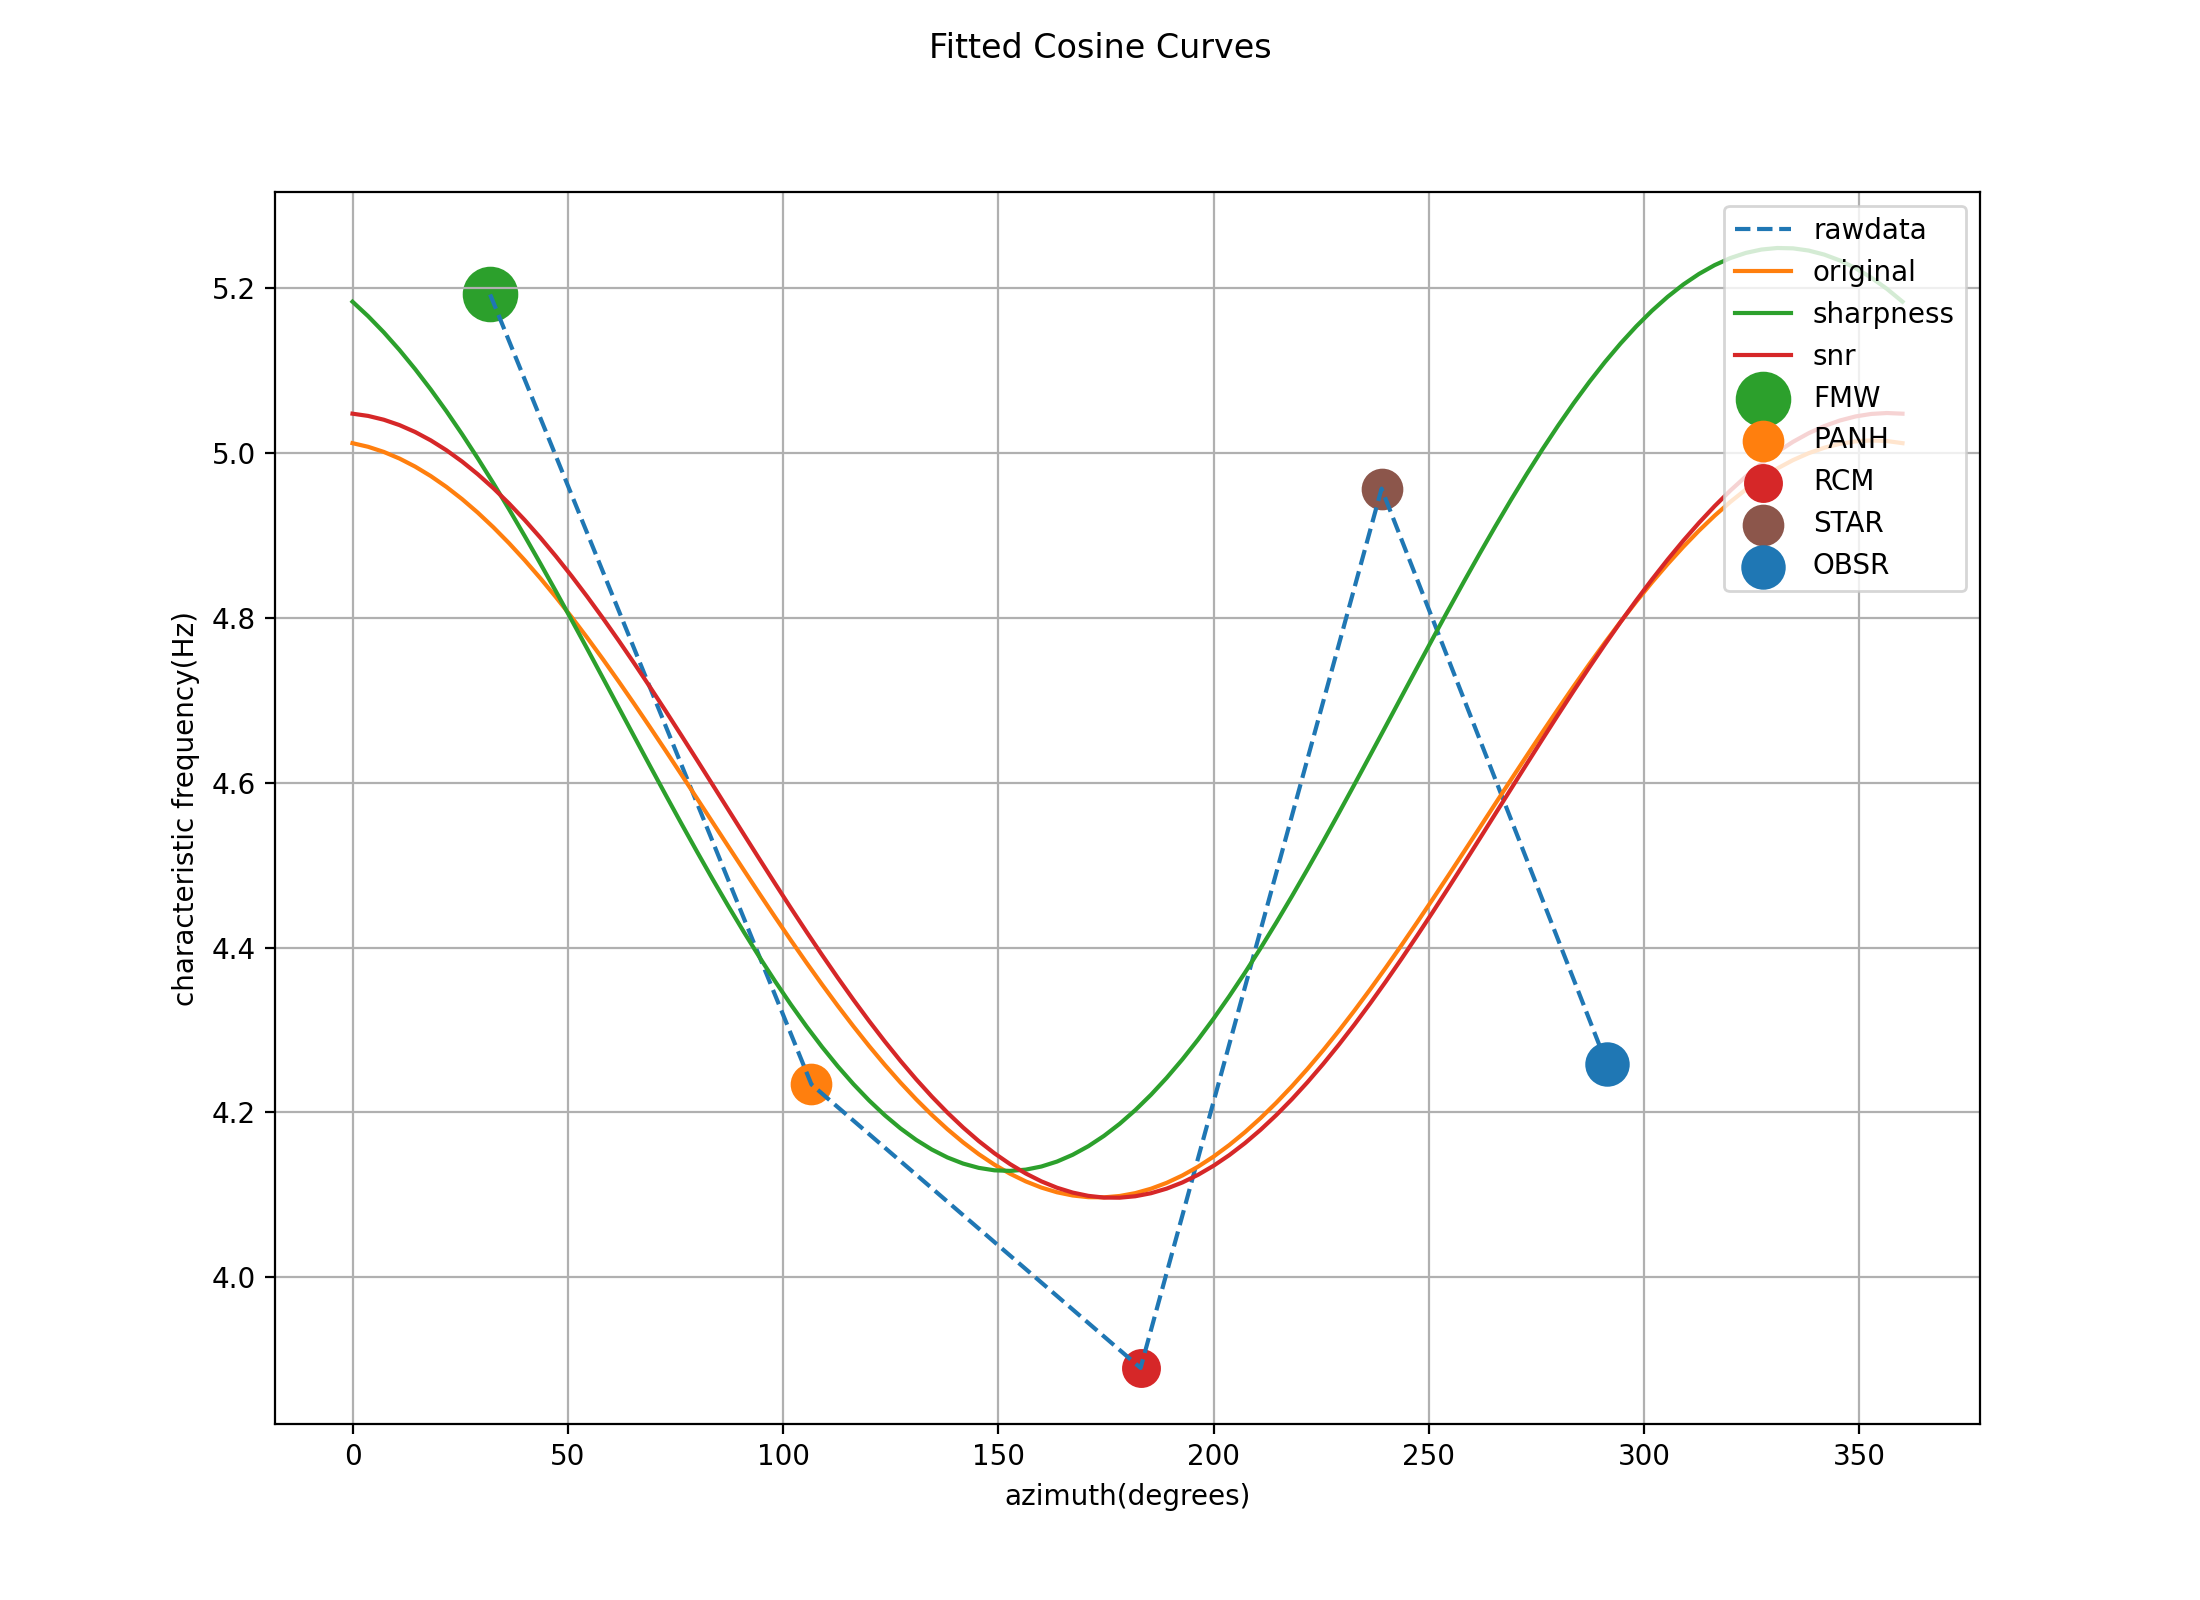 Fitted Cosine Curves
characteristic frequency(Hz)
5.2
5.0
4.8
4.6
4.4
4.2
4.0
rawdata
original
sharpness
snr
FMW
PANH
RCM
STAR
OBSR
0 50 100 150 200 250 300 350
azimuth(degrees)